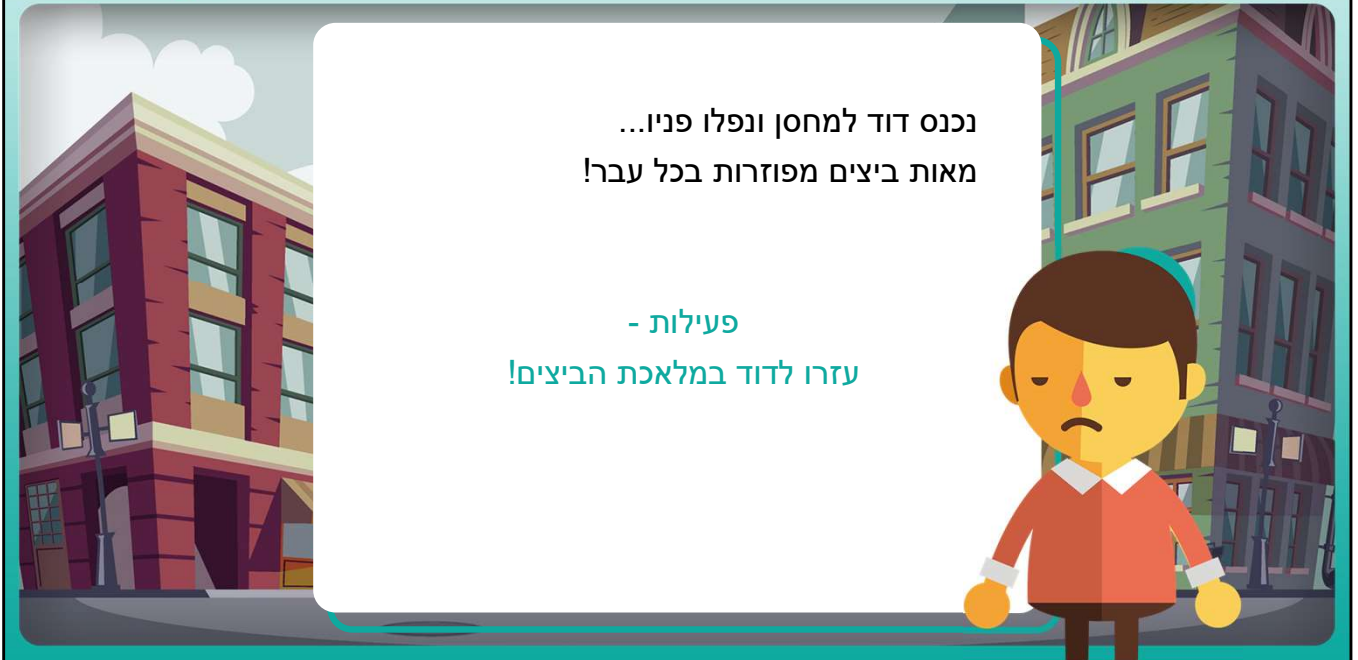 נכנס דוד למחסן ונפלו פניו...
מאות ביצים מפוזרות בכל עבר!
פעילות -
עזרו לדוד במלאכת הביצים!